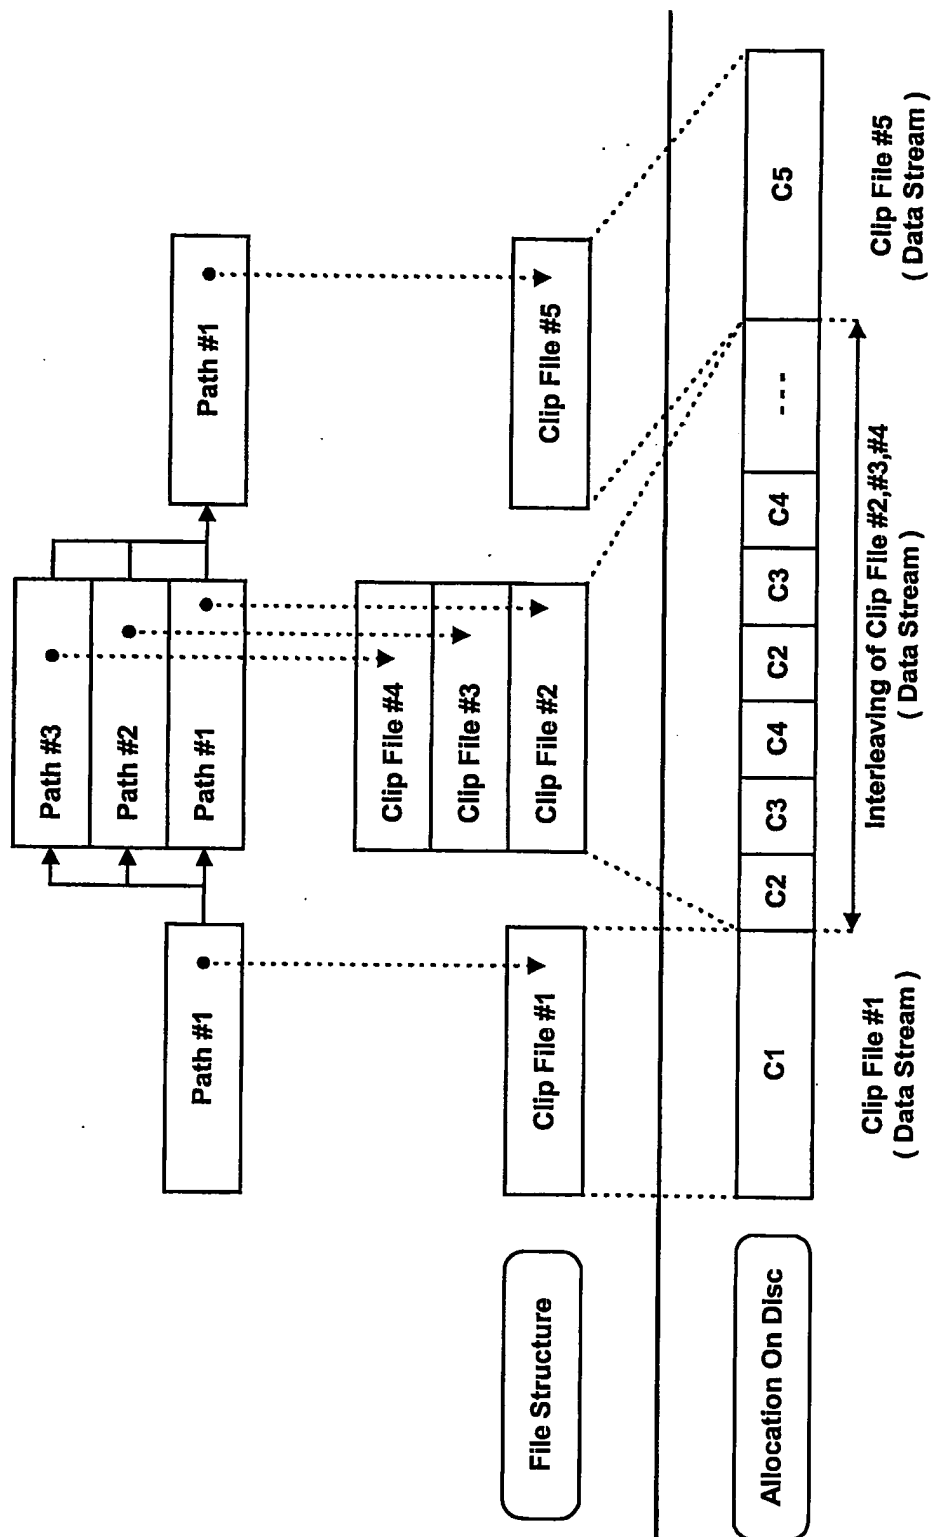 Path #3
Path #2
Path #1
Path #1
Path #1
File Structure
Clip File #4
Clip File #3
Clip File #1
Clip File #2
Clip File #5
Allocation On Disc
C1
C2
C3
C4
C2
C3
C4
---
C5
Clip File #1
( Data Stream )
Interleaving of Clip File #2,#3,#4
( Data Stream )
Clip File #5
( Data Stream )